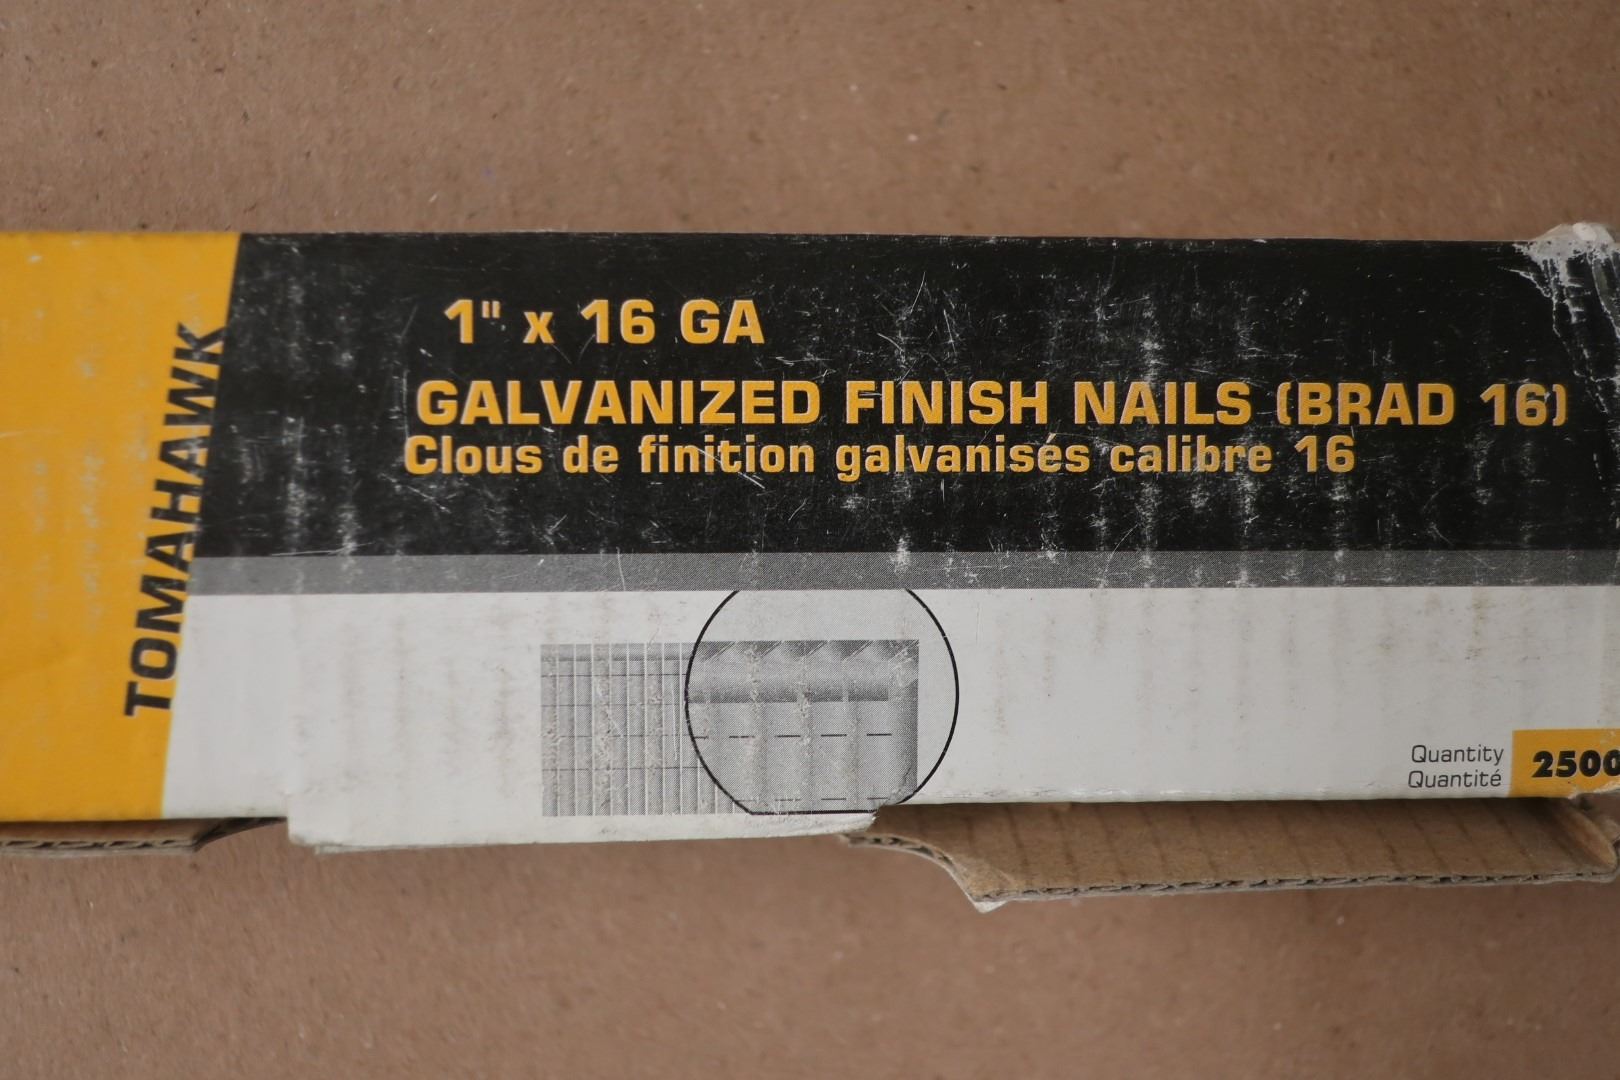 TOMAHAWK
1" x 16 GA
GALVANIZED FINISH NAILS (BRAD 16)
Clous de finition galvanisés calibre 16
Quantity
Quantité
2500